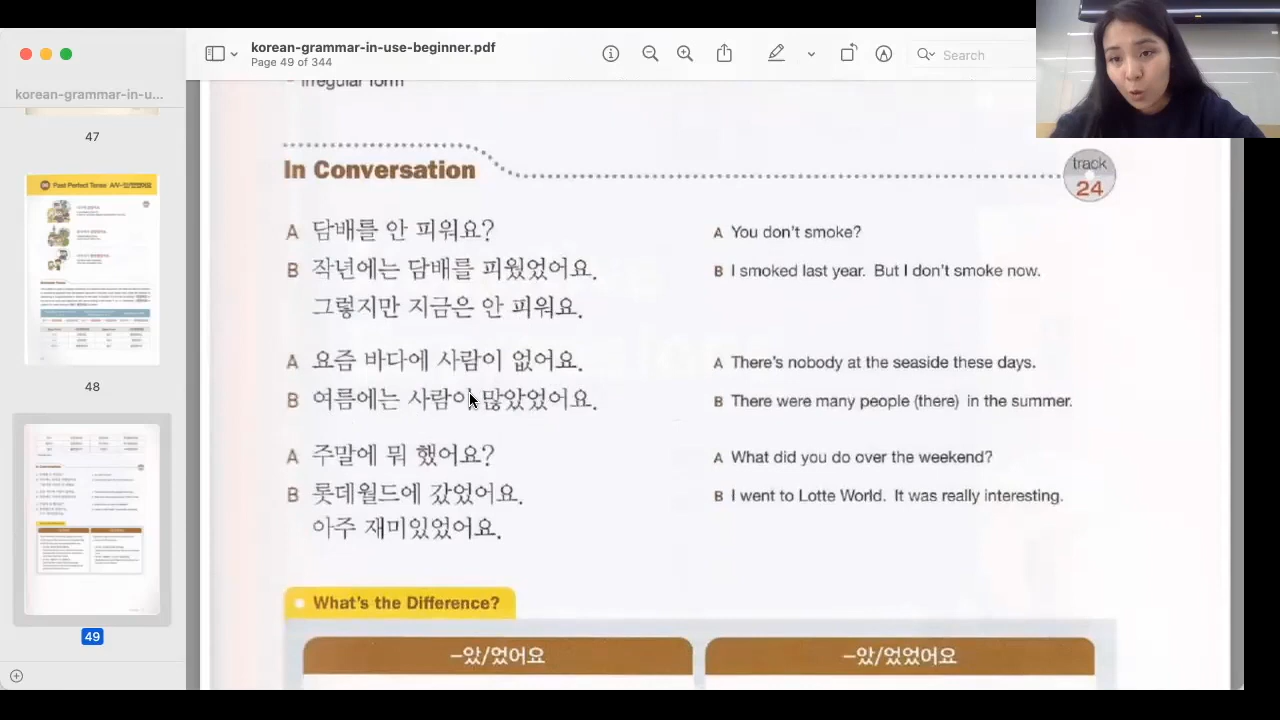 korean-grammar-in-use-beginner.pdf
Page 49 of 344
Search
korean-grammar-in-u...
47
48
49
Irregular form
In Conversation
track
24
A 담배를 안 피워요?
A You don't smoke?
B 작년에는 담배를 피웠었어요.
B I smoked last year. But I don't smoke now.
그렇지만 지금은 안 피워요.
A 요즘 바다에 사람이 없어요.
A There's nobody at the seaside these days.
B 여름에는 사람이 많았었어요.
B There were many people (there) in the summer.
A 주말에 뭐 했어요?
A What did you do over the weekend?
B 롯데월드에 갔었어요.
B I went to Lotte World. It was really interesting.
아주 재미있었어요.
What's the Difference?
–았/었어요
–았/었었어요